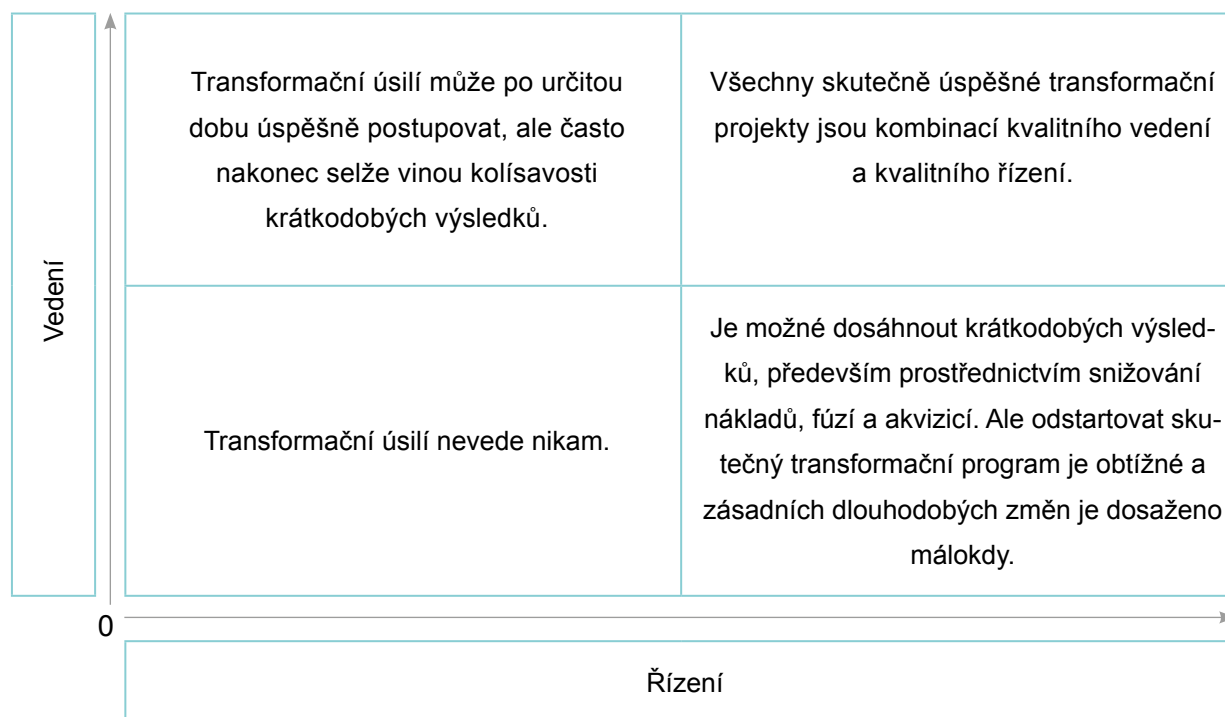 Vedení
Transformační úsilí může po určitou
dobu úspěšně postupovat, ale často
nakonec selže vinou kolísavosti
krátkodobých výsledků.
Všechny skutečně úspěšné transformační
projekty jsou kombinací kvalitního vedení
a kvalitního řízení.
Transformační úsilí nevede nikam.
Je možné dosáhnout krátkodobých výsled-
ků, především prostřednictvím snižování
nákladů, fúzí a akvizicí. Ale odstartovat sku-
tečný transformační program je obtížné a
zásadních dlouhodobých změn je dosaženo
málokdy.
0
Řízení